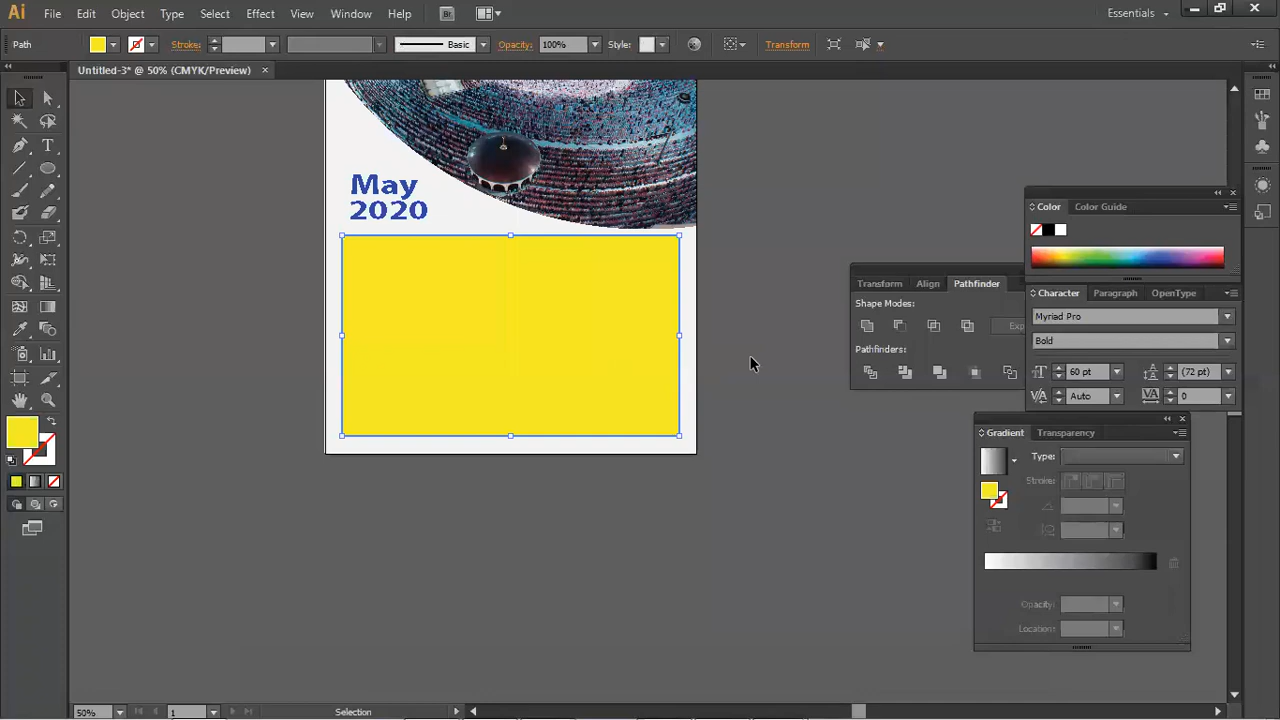 Ai File Edit Object Type Select Effect View Window Help Br Essentials
Path Stroke: Basic Opacity: 100% Style: Transform
Untitled-3* @ 50% (CMYK/Preview) ×
May
2020
Color Color Guide
Transform Align Pathfinder
Shape Modes:
Exp
Pathfinders:
Character Paragraph OpenType
Myriad Pro
Bold
60 pt (72 pt)
Auto 0
Gradient Transparency
Type:
Stroke:
Opacity:
Location:
50% 1 Selection